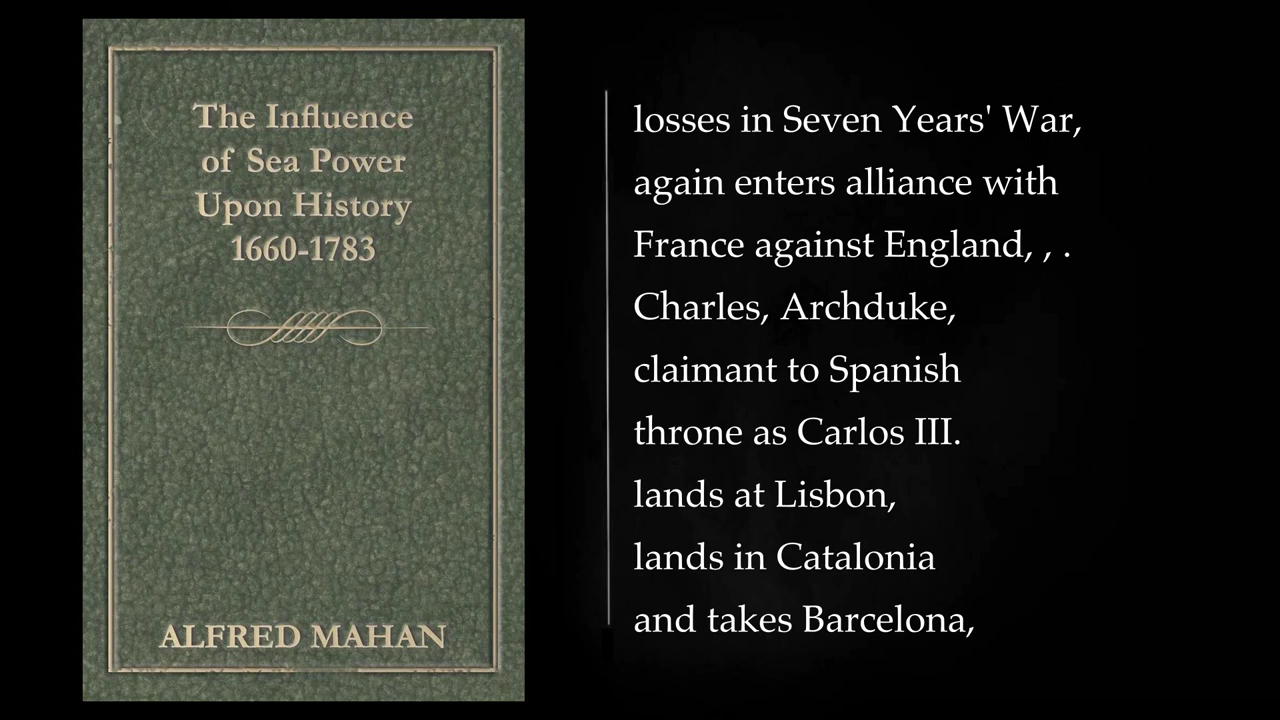 The Influence
of Sea Power
Upon History
1660-1783
ALFRED MAHAN
losses in Seven Years' War,
again enters alliance with
France against England, , .
Charles, Archduke,
claimant to Spanish
throne as Carlos III.
lands at Lisbon,
lands in Catalonia
and takes Barcelona,